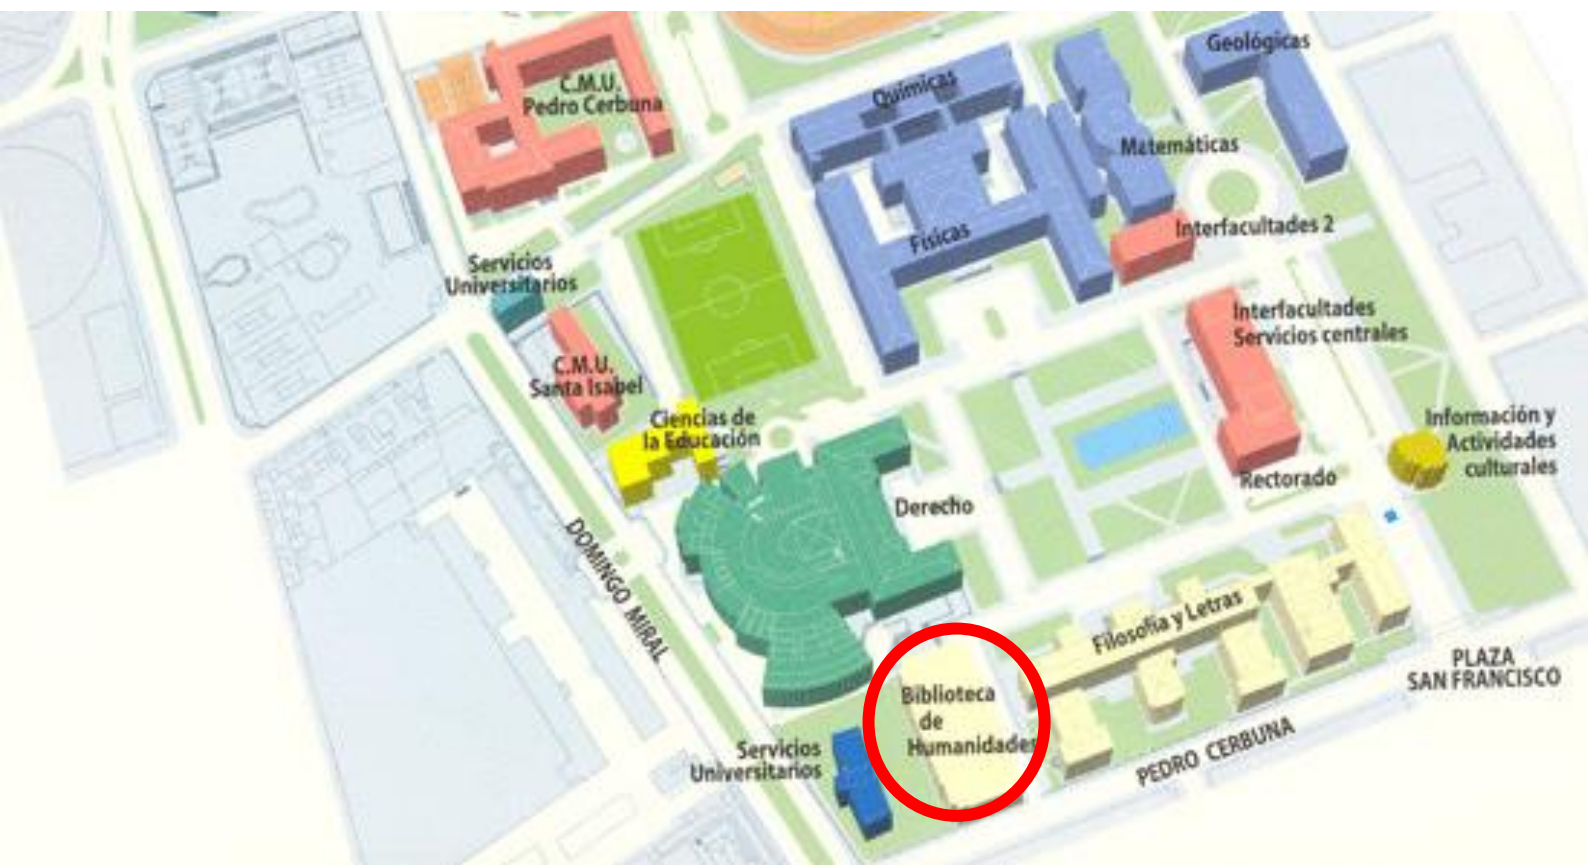 Geológicas
C.M.U.
Pedro Cerbuna
Químicas
Matemáticas
Físicas
Interfacultades 2
Servicios
Universitarios
Interfacultades
Servicios centrales
C.M.U.
Santa Isabel
Ciencias de
la Educación
Información y
Actividades
culturales
Rectorado
Derecho
DOMINGO MIRAL
Filosofía y Letras
PLAZA
SAN FRANCISCO
Biblioteca
de
Humanidades
Servicios
Universitarios
PEDRO CERBUNA